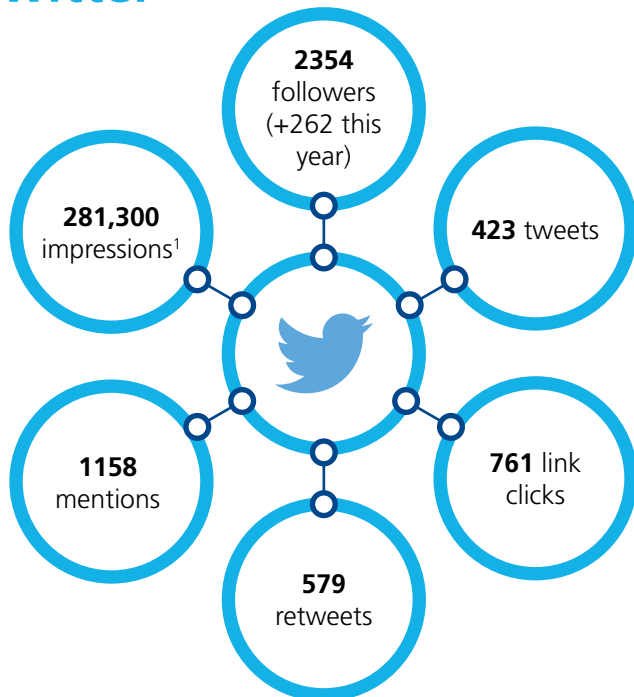 2354
followers
(+262 this
year)
281,300
impressions¹
423 tweets
1158
mentions
761 link
clicks
579
retweets